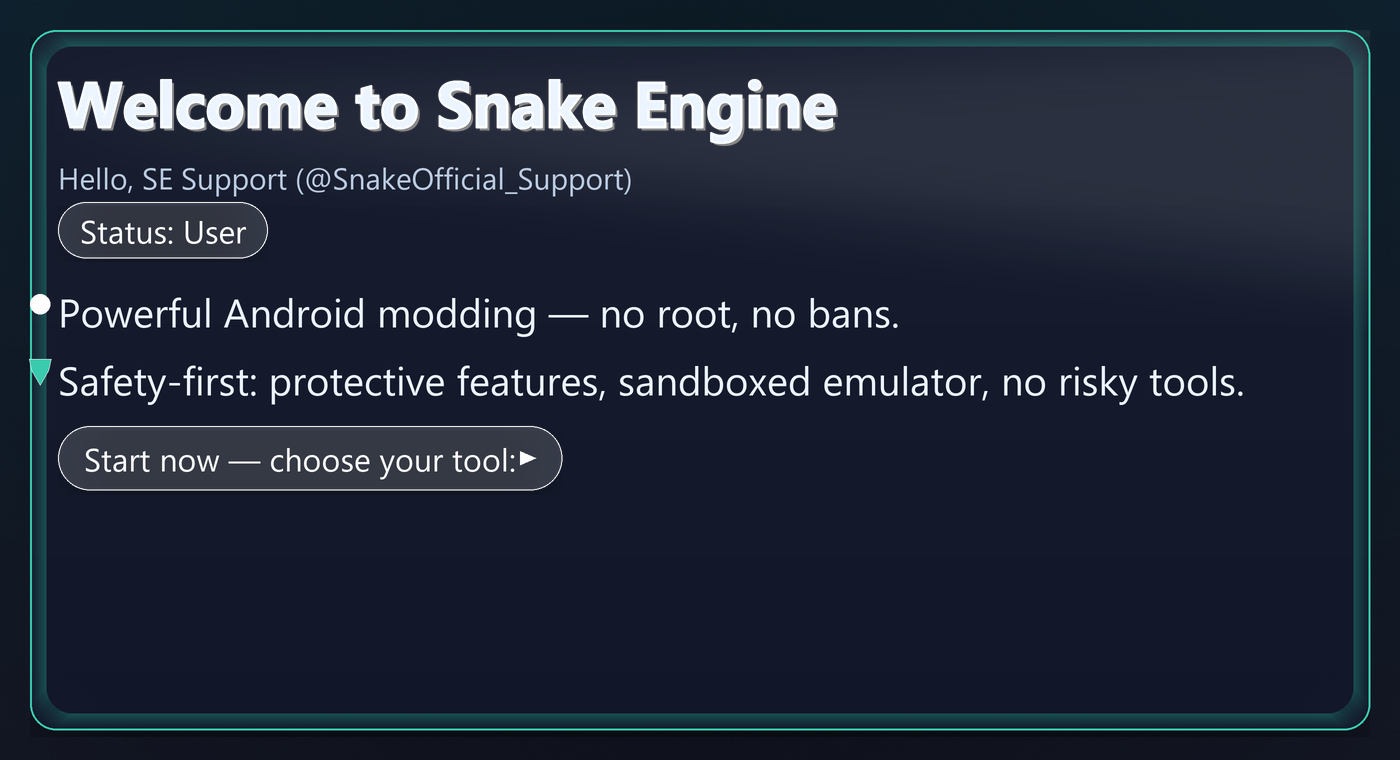 Welcome to Snake Engine
Hello, SE Support (@SnakeOfficial_Support)
Status: User
Powerful Android modding — no root, no bans.
Safety-first: protective features, sandboxed emulator, no risky tools.
Start now — choose your tool: